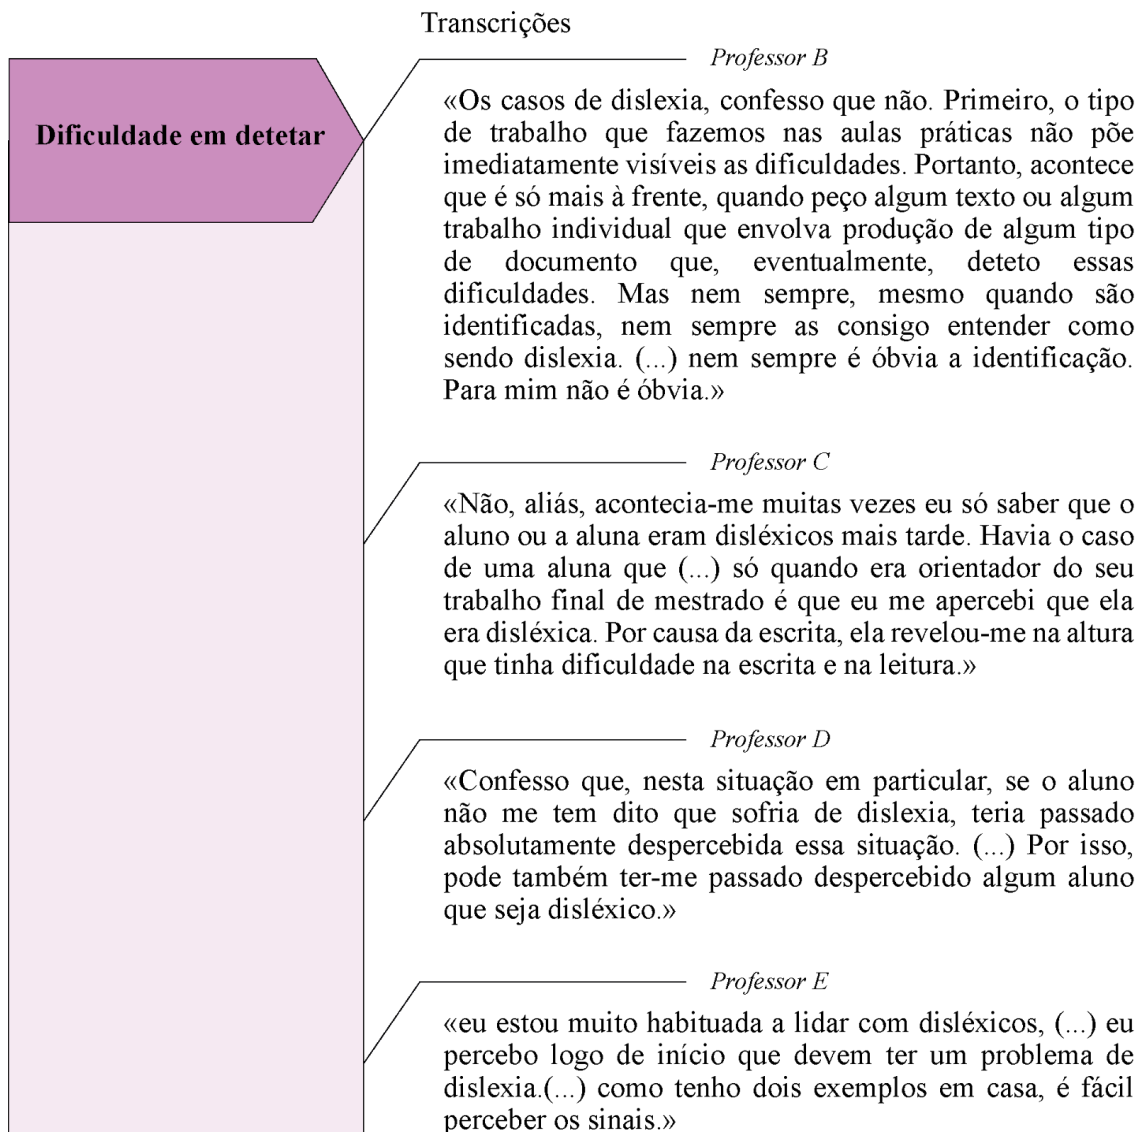 Transcrições
Dificuldade em detetar
Professor B
«Os casos de dislexia, confesso que não. Primeiro, o tipo
de trabalho que fazemos nas aulas práticas não põe
imediatamente visíveis as dificuldades. Portanto, acontece
que é só mais à frente, quando peço algum texto ou algum
trabalho individual que envolva produção de algum tipo
de documento que, eventualmente, deteto essas
dificuldades. Mas nem sempre, mesmo quando são
identificadas, nem sempre as consigo entender como
sendo dislexia. (...) nem sempre é óbvia a identificação.
Para mim não é óbvia.»
Professor C
«Não, aliás, acontecia-me muitas vezes eu só saber que o
aluno ou a aluna eram disléxicos mais tarde. Havia o caso
de uma aluna que (...) só quando era orientador do seu
trabalho final de mestrado é que eu me apercebi que ela
era disléxica. Por causa da escrita, ela revelou-me na altura
que tinha dificuldade na escrita e na leitura.»
Professor D
«Confesso que, nesta situação em particular, se o aluno
não me tem dito que sofria de dislexia, teria passado
absolutamente despercebida essa situação. (...) Por isso,
pode também ter-me passado despercebido algum aluno
que seja disléxico.»
Professor E
«eu estou muito habituada a lidar com disléxicos, (...) eu
percebo logo de início que devem ter um problema de
dislexia.(...) como tenho dois exemplos em casa, é fácil
perceber os sinais.»